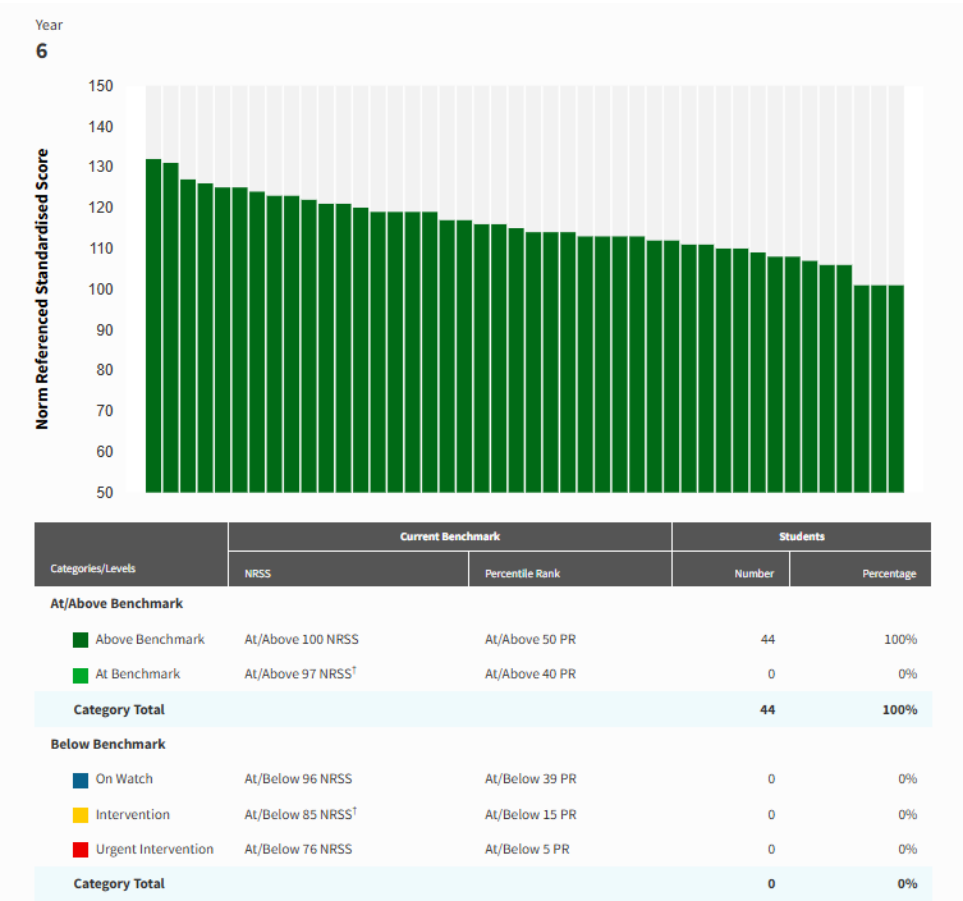 Year
6
150
140
130
120
110
100
90
80
70
60
50
Norm Referenced Standardised Score
Current Benchmark Students
Categories/Levels NRSS Percentile Rank Number Percentage
At/Above Benchmark
Above Benchmark At/Above 100 NRSS At/Above 50 PR 44 100%
At Benchmark At/Above 97 NRSS† At/Above 40 PR 0 0%
Category Total 44 100%
Below Benchmark
On Watch At/Below 96 NRSS At/Below 39 PR 0 0%
Intervention At/Below 85 NRSS† At/Below 15 PR 0 0%
Urgent Intervention At/Below 76 NRSS At/Below 5 PR 0 0%
Category Total 0 0%